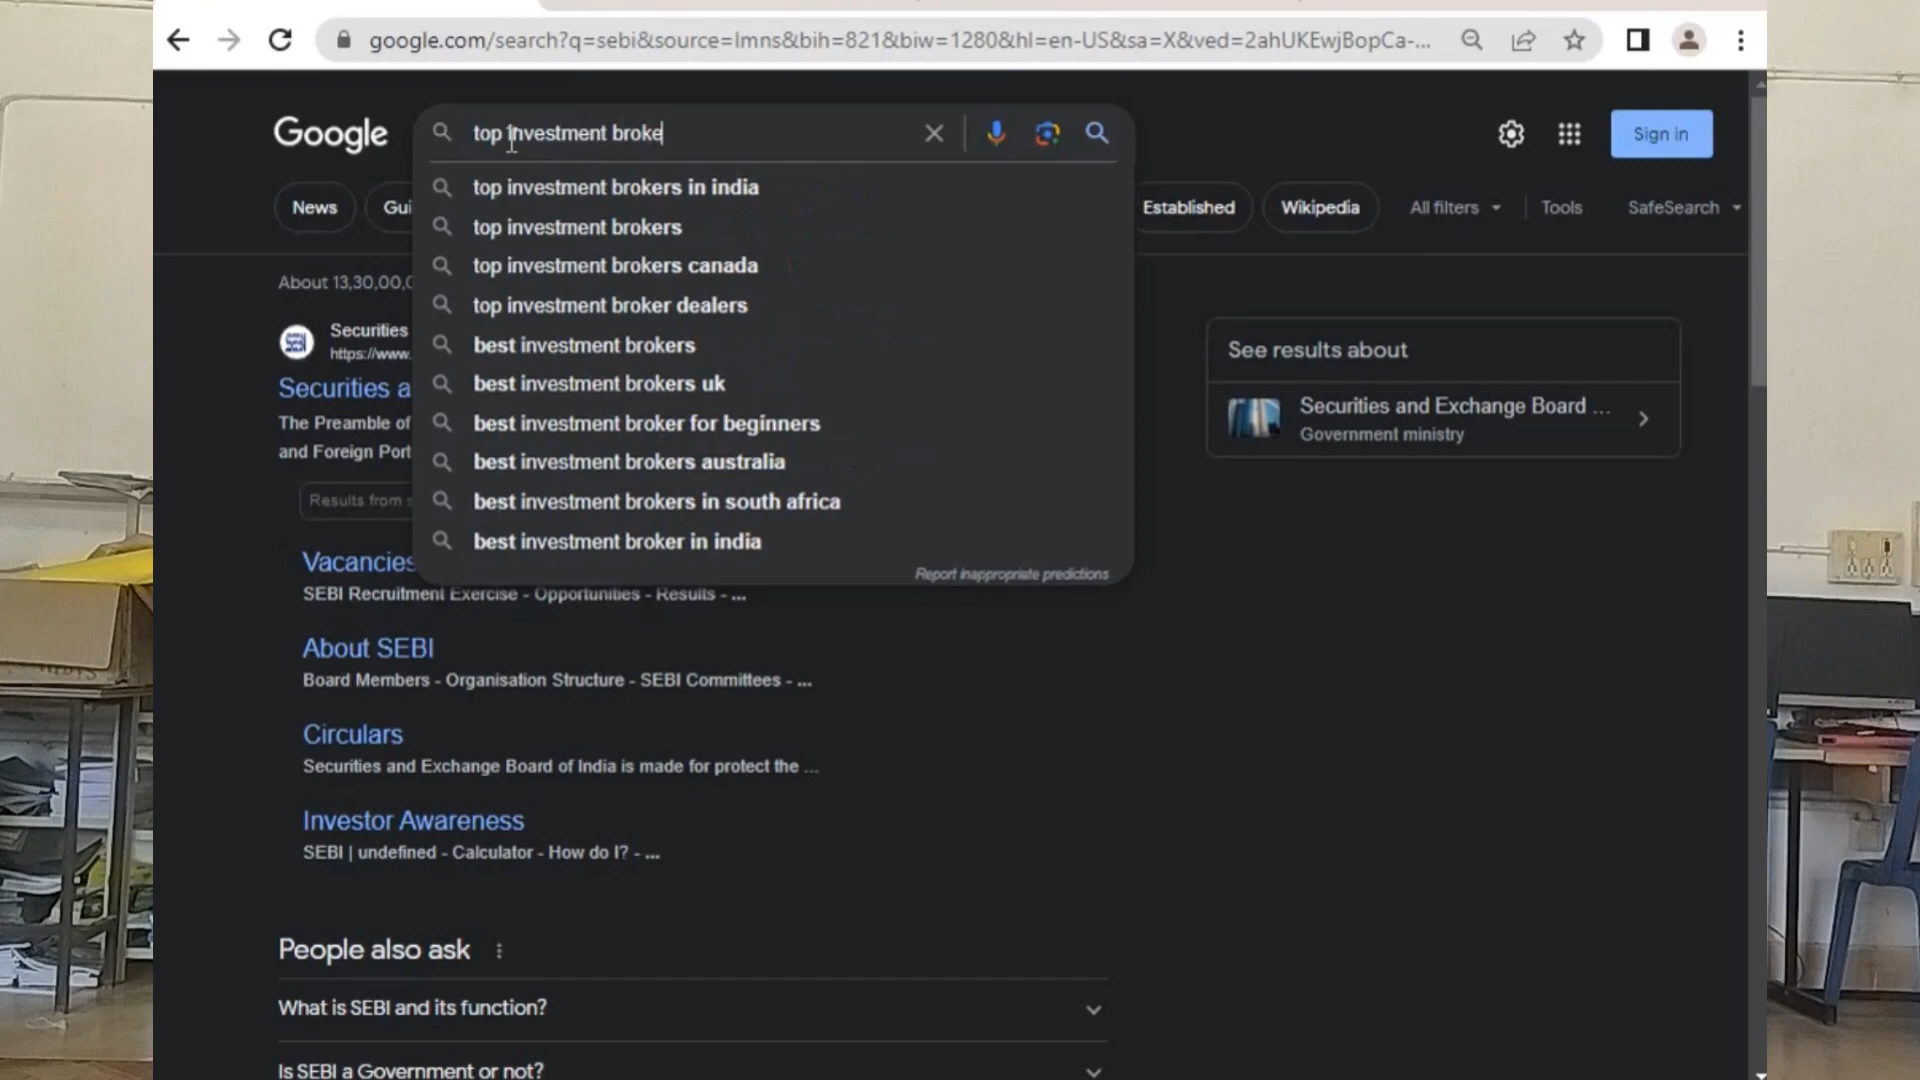 google.com/search?q=sebi&source=lmns&bih=821&biw=1280&hl=en-US&sa=X&ved=2ahUKEwjBopCa-...
Google
top investment broke
Sign in
top investment brokers in india
top investment brokers
top investment brokers canada
top investment broker dealers
best investment brokers
best investment brokers uk
best investment broker for beginners
best investment brokers australia
best investment brokers in south africa
best investment broker in india
Report inappropriate predictions
News
Gui
Established
Wikipedia
All filters
Tools
SafeSearch
About 13,30,00,0
Securities
https://www.
Securities a
The Preamble of
and Foreign Port
Results from s
Vacancies
SEBI Recruitment Exercise - Opportunities - Results - ...
About SEBI
Board Members - Organisation Structure - SEBI Committees - ...
Circulars
Securities and Exchange Board of India is made for protect the ...
Investor Awareness
SEBI | undefined - Calculator - How do I? - ...
People also ask
What is SEBI and its function?
Is SEBI a Government or not?
See results about
Securities and Exchange Board ...
Government ministry